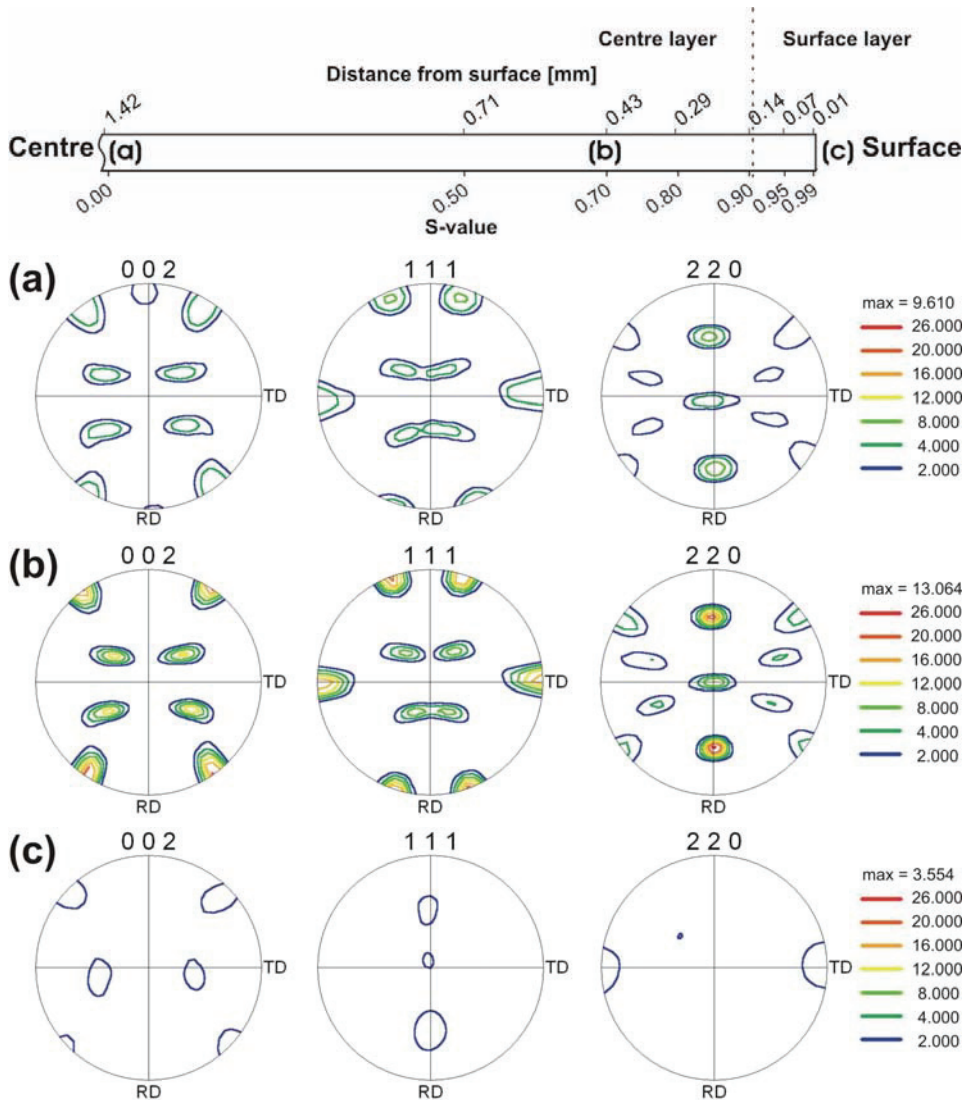 Centre layer Surface layer
Distance from surface [mm]
1.42 0.71 0.43 0.29 0.14 0.07 0.01
Centre (a) (b) (c) Surface
0.00 0.50 0.70 0.80 0.90 0.95 0.99
S-value
(a) 0 0 2 1 1 1 2 2 0
max = 9.610
26.000
20.000
16.000
12.000
8.000
4.000
2.000
TD TD TD
RD RD RD
(b) 0 0 2 1 1 1 2 2 0
max = 13.064
26.000
20.000
16.000
12.000
8.000
4.000
2.000
TD TD TD
RD RD RD
(c) 0 0 2 1 1 1 2 2 0
max = 3.554
26.000
20.000
16.000
12.000
8.000
4.000
2.000
TD TD TD
RD RD RD